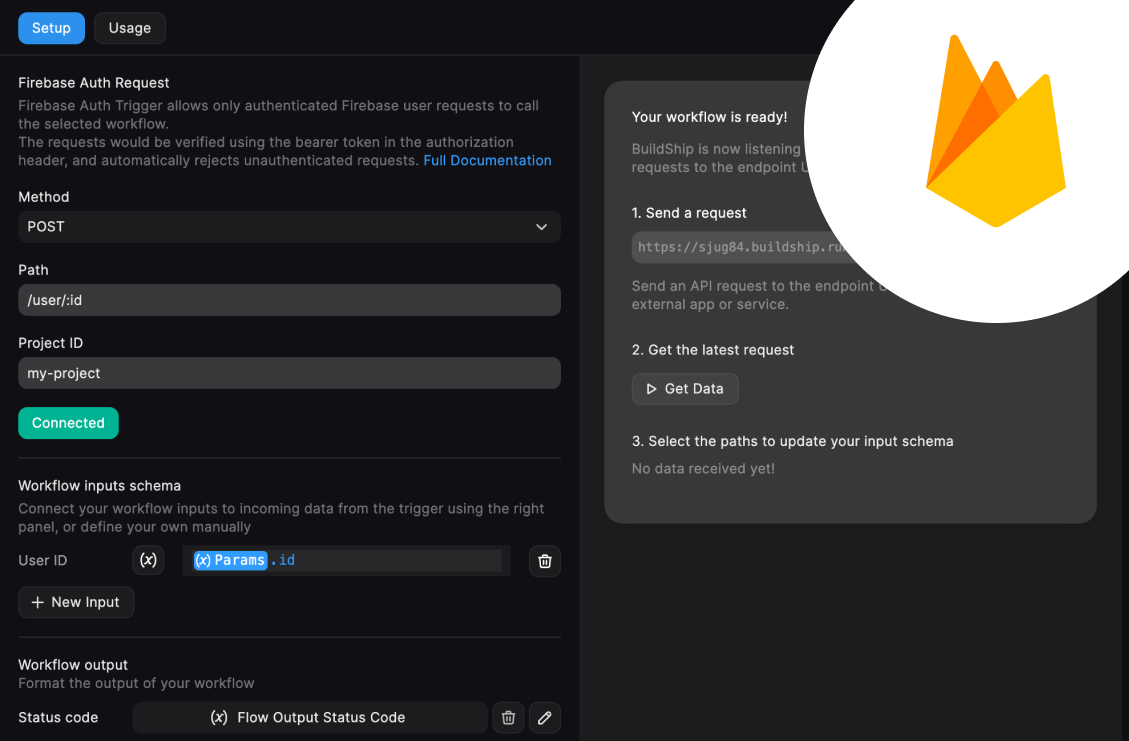 Setup
Usage
Firebase Auth Request
Firebase Auth Trigger allows only authenticated Firebase user requests to call
the selected workflow.
The requests would be verified using the bearer token in the authorization
header, and automatically rejects unauthenticated requests. Full Documentation
Method
POST
Path
/user/:id
Project ID
my-project
Connected
Workflow inputs schema
Connect your workflow inputs to incoming data from the trigger using the right
panel, or define your own manually
User ID
(x)
(x) Params .id
+ New Input
Workflow output
Format the output of your workflow
Status code
(x) Flow Output Status Code
Your workflow is ready!
BuildShip is now listening
requests to the endpoint
1. Send a request
https://sjug84.buildship.ru
Send an API request to the endpoint
external app or service.
2. Get the latest request
Get Data
3. Select the paths to update your input schema
No data received yet!